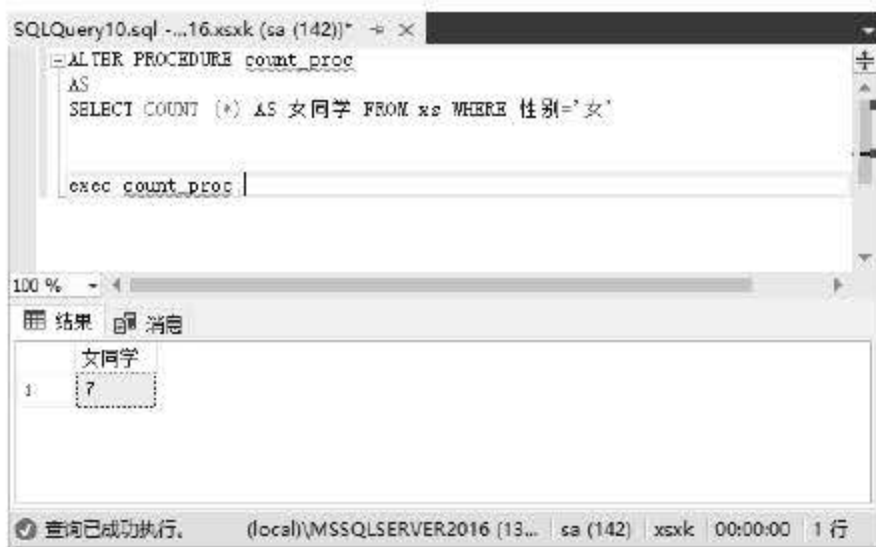 SQLQuery10.sql -...16.xsxk (sa (142))*
ALTER PROCEDURE count_proc
AS
SELECT COUNT (*) AS 女同学 FROM xs WHERE 性别='女'
exec count_proc
100 %
结果 消息
女同学
1 7
查询已成功执行。 (local)\MSSQLSERVER2016 (13... sa (142) xsxk 00:00:00 1 行